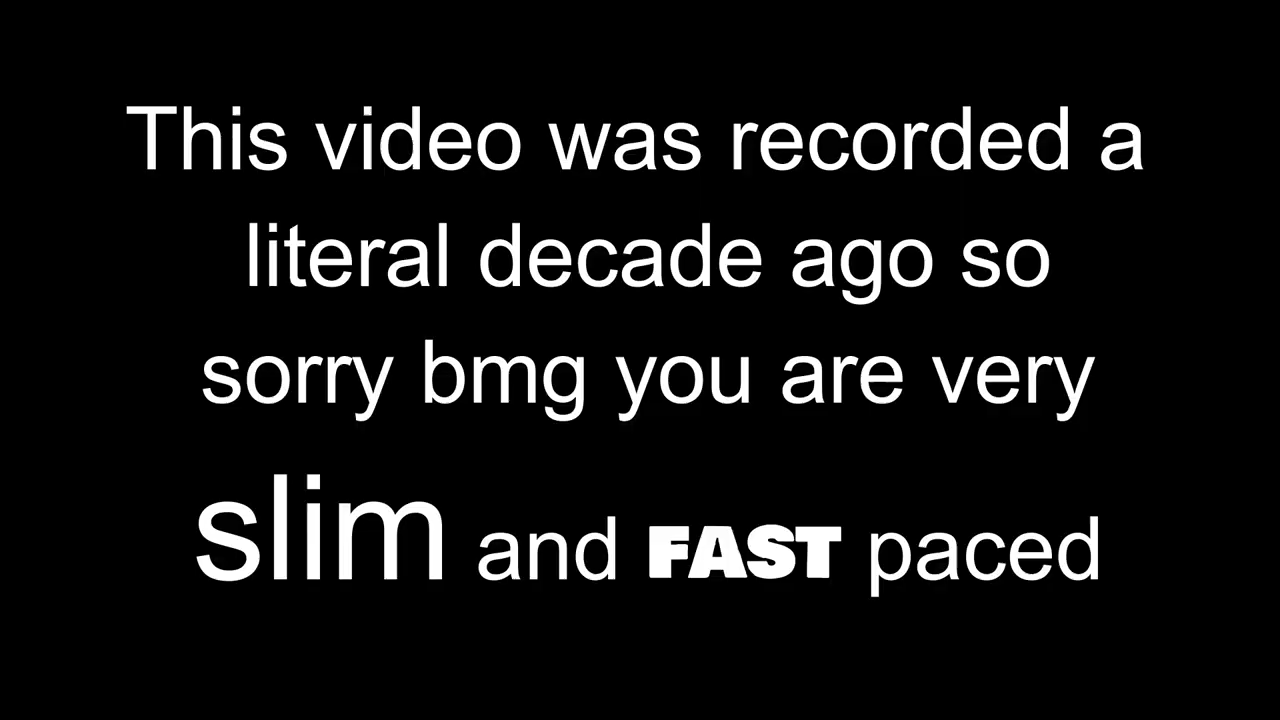 This video was recorded a
literal decade ago so
sorry bmg you are very
slim and FAST paced